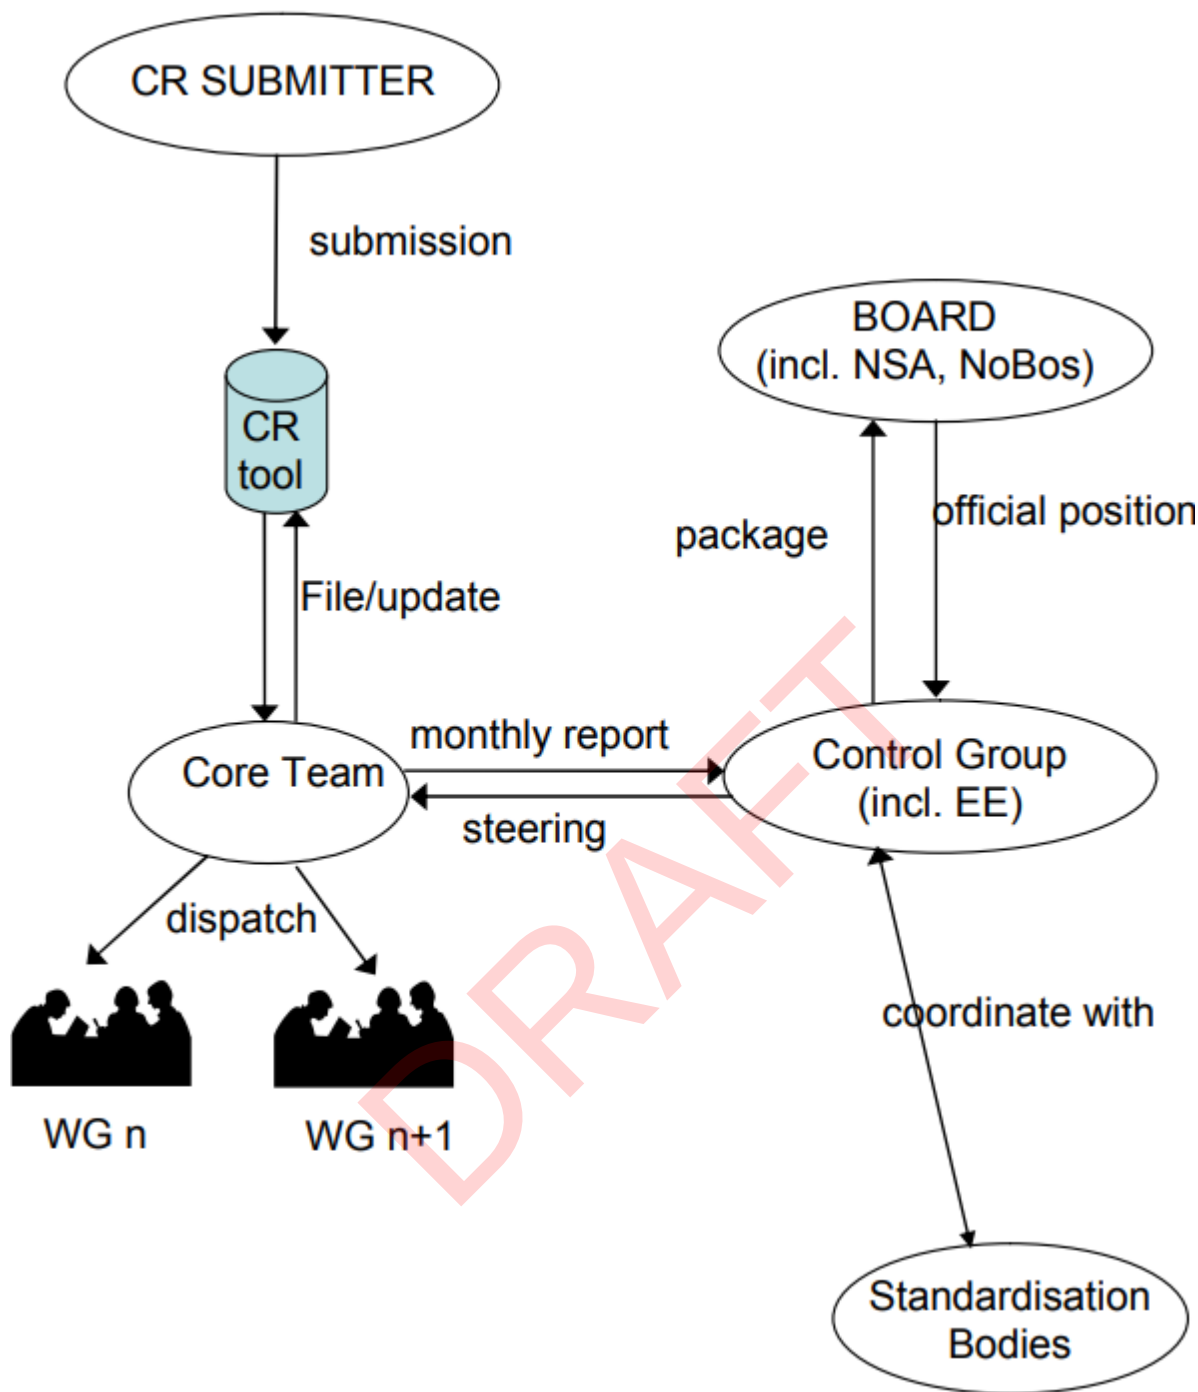 CR SUBMITTER
submission
CR
tool
File/update
BOARD
(incl. NSA, NoBos)
package
official position
Core Team
monthly report
steering
Control Group
(incl. EE)
dispatch
WG n
WG n+1
coordinate with
Standardisation
Bodies
DRAFT